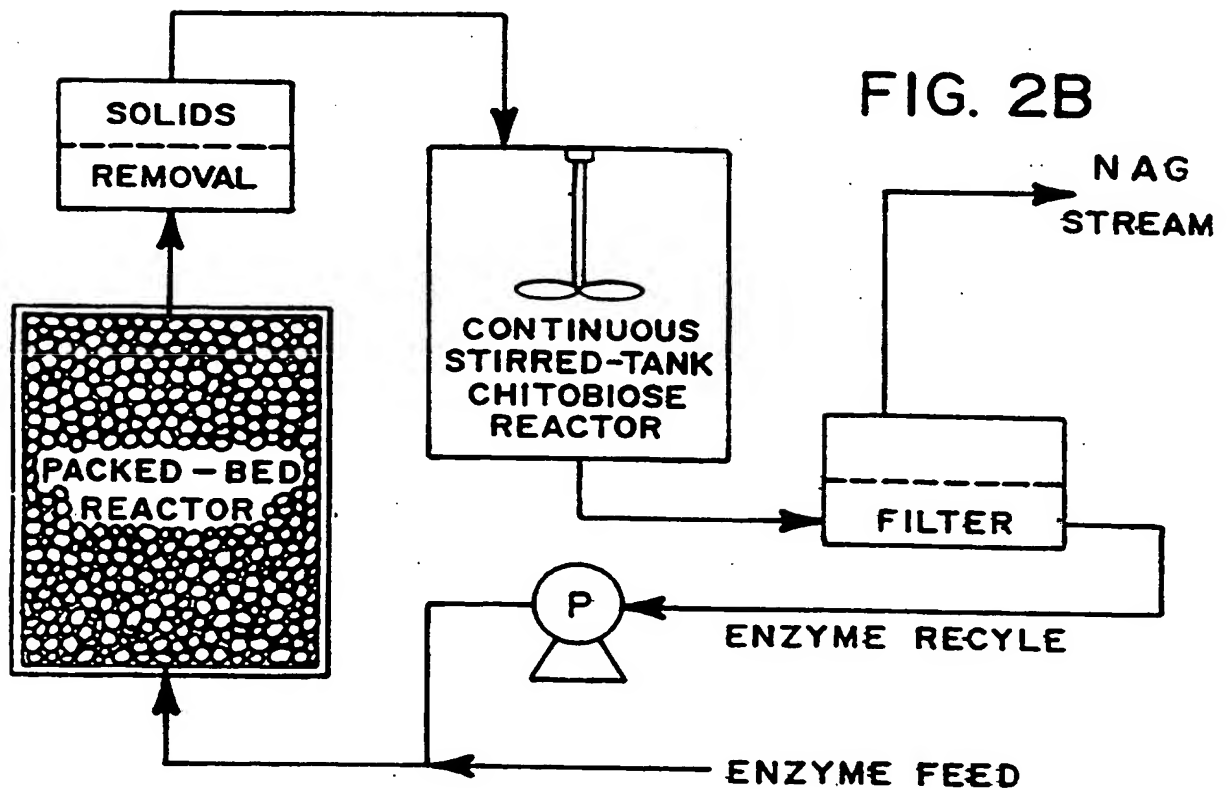 FIG. 2B
SOLIDS
REMOVAL
NAG
STREAM
CONTINUOUS
STIRRED-TANK
CHITOBIOSE
REACTOR
PACKED-BED
REACTOR
FILTER
P
ENZYME RECYLE
ENZYME FEED